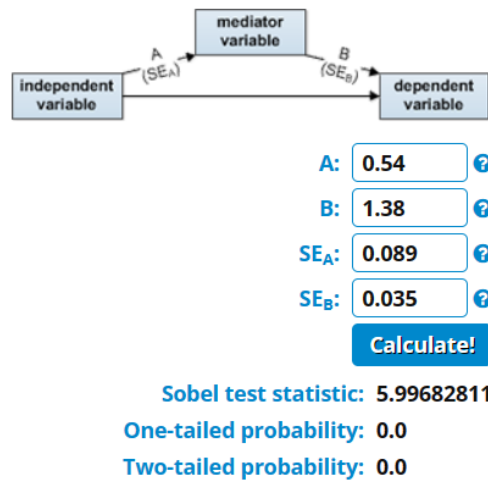 mediator
variable
A
(SEA)
B
(SEB)
independent
variable
dependent
variable
A: 0.54 ?
B: 1.38 ?
SEA: 0.089 ?
SEB: 0.035 ?
Calculate!
Sobel test statistic: 5.99682811
One-tailed probability: 0.0
Two-tailed probability: 0.0